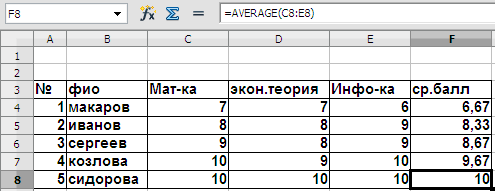 F8 =AVERAGE(C8:E8)
A B C D E F
1
2
3 № фио Мат-ка экон.теория Инфо-ка ср.балл
4 1 макаров 7 7 6 6,67
5 2 иванов 8 8 9 8,33
6 3 сергеев 9 8 9 8,67
7 4 козлова 10 9 10 9,67
8 5 сидорова 10 10 10 10